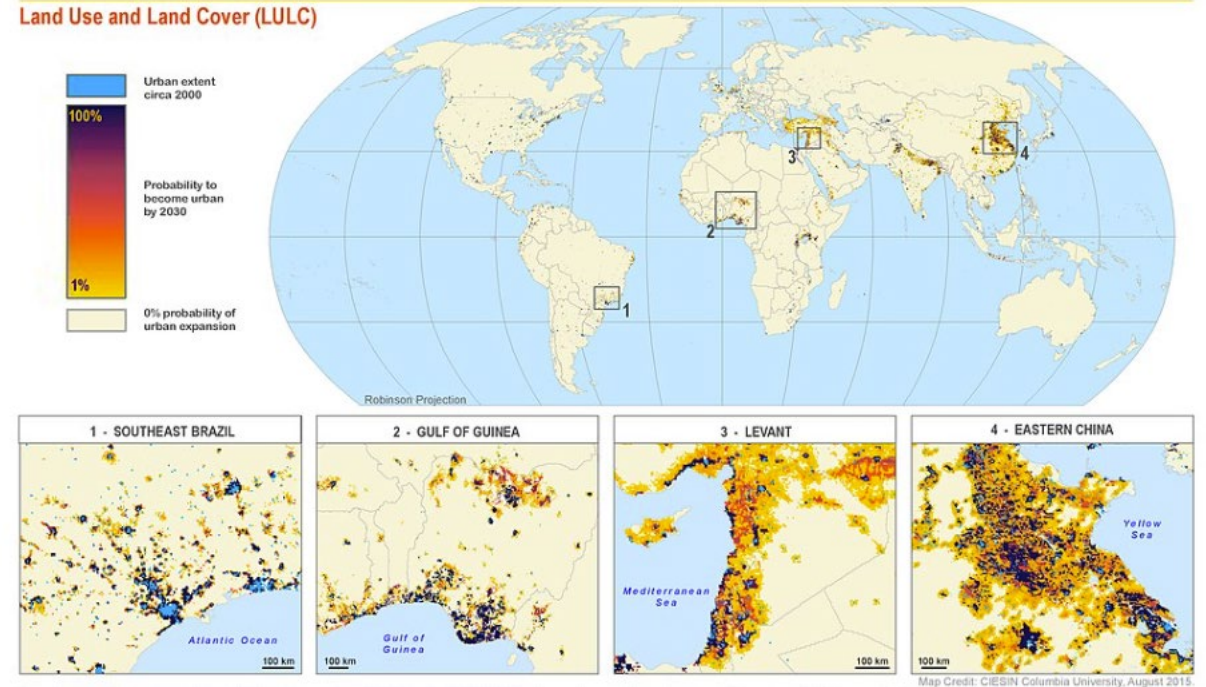 Land Use and Land Cover (LULC)
Urban extent
circa 2000
100%
Probability to
become urban
by 2030
1%
0% probability of
urban expansion
1
2
3
4
Robinson Projection
1 - SOUTHEAST BRAZIL
Atlantic Ocean
100 km
2 - GULF OF GUINEA
Gulf of
Guinea
100 km
3 - LEVANT
Mediterranean
Sea
100 km
4 - EASTERN CHINA
Yellow
Sea
100 km
Map Credit: CIESIN Columbia University, August 2015.